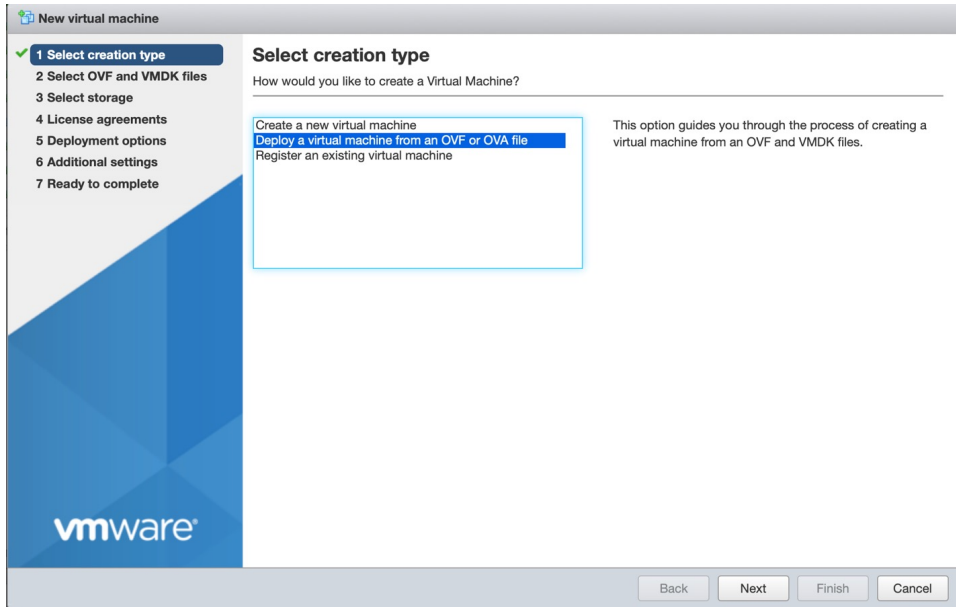 New virtual machine
1 Select creation type
2 Select OVF and VMDK files
3 Select storage
4 License agreements
5 Deployment options
6 Additional settings
7 Ready to complete
vmware®
Select creation type
How would you like to create a Virtual Machine?
Create a new virtual machine
Deploy a virtual machine from an OVF or OVA file
Register an existing virtual machine
This option guides you through the process of creating a
virtual machine from an OVF and VMDK files.
Back
Next
Finish
Cancel